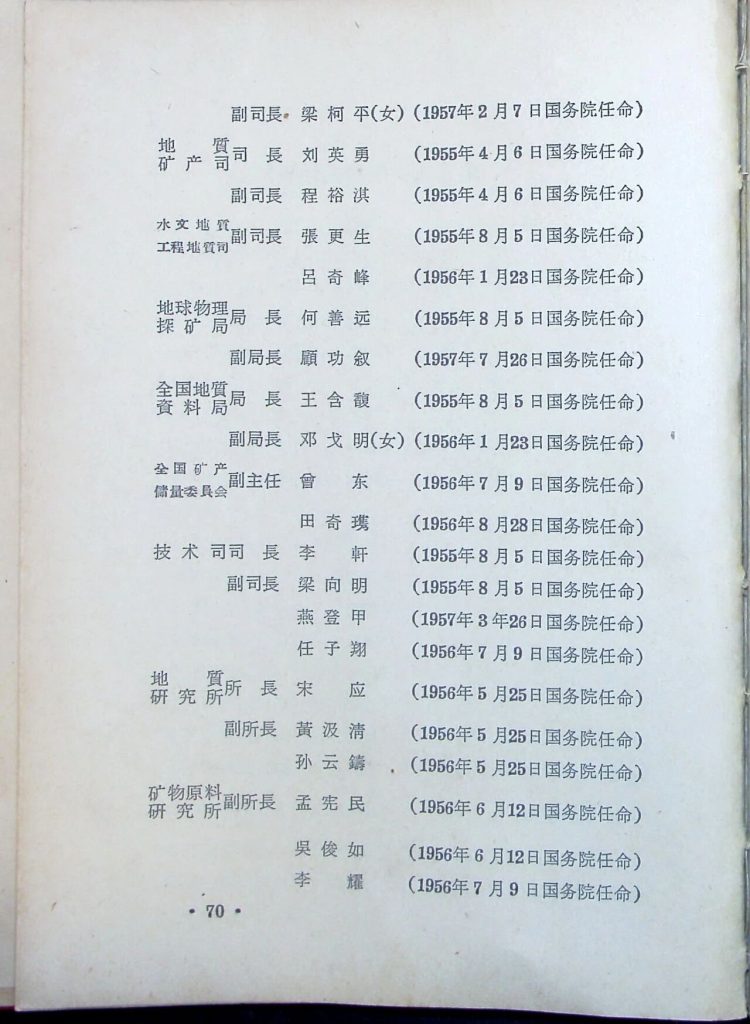 副司長 梁柯平(女) (1957年2月7日国务院任命)
地質矿产司 司長 刘英勇 (1955年4月6日国务院任命)
副司長 程裕淇 (1955年4月6日国务院任命)
水文地質工程地質司 副司長 張更生 (1955年8月5日国务院任命)
呂奇峰 (1956年1月23日国务院任命)
地球物理探矿局 局長 何善远 (1955年8月5日国务院任命)
副局長 顧功叙 (1957年7月26日国务院任命)
全国地質資料局 局長 王含馥 (1955年8月5日国务院任命)
副局長 邓戈明(女) (1956年1月23日国务院任命)
全国矿产儲量委員会 副主任 曾东 (1956年7月9日国务院任命)
田奇㻪 (1956年8月28日国务院任命)
技术司 司長 李軒 (1955年8月5日国务院任命)
副司長 梁向明 (1955年8月5日国务院任命)
燕登甲 (1957年3年26日国务院任命)
任子翔 (1956年7月9日国务院任命)
地質研究所 所長 宋应 (1956年5月25日国务院任命)
副所長 黃汲清 (1956年5月25日国务院任命)
孙云鑄 (1956年5月25日国务院任命)
矿物原料研究所 副所長 孟宪民 (1956年6月12日国务院任命)
吳俊如 (1956年6月12日国务院任命)
李耀 (1956年7月9日国务院任命)
• 70 •